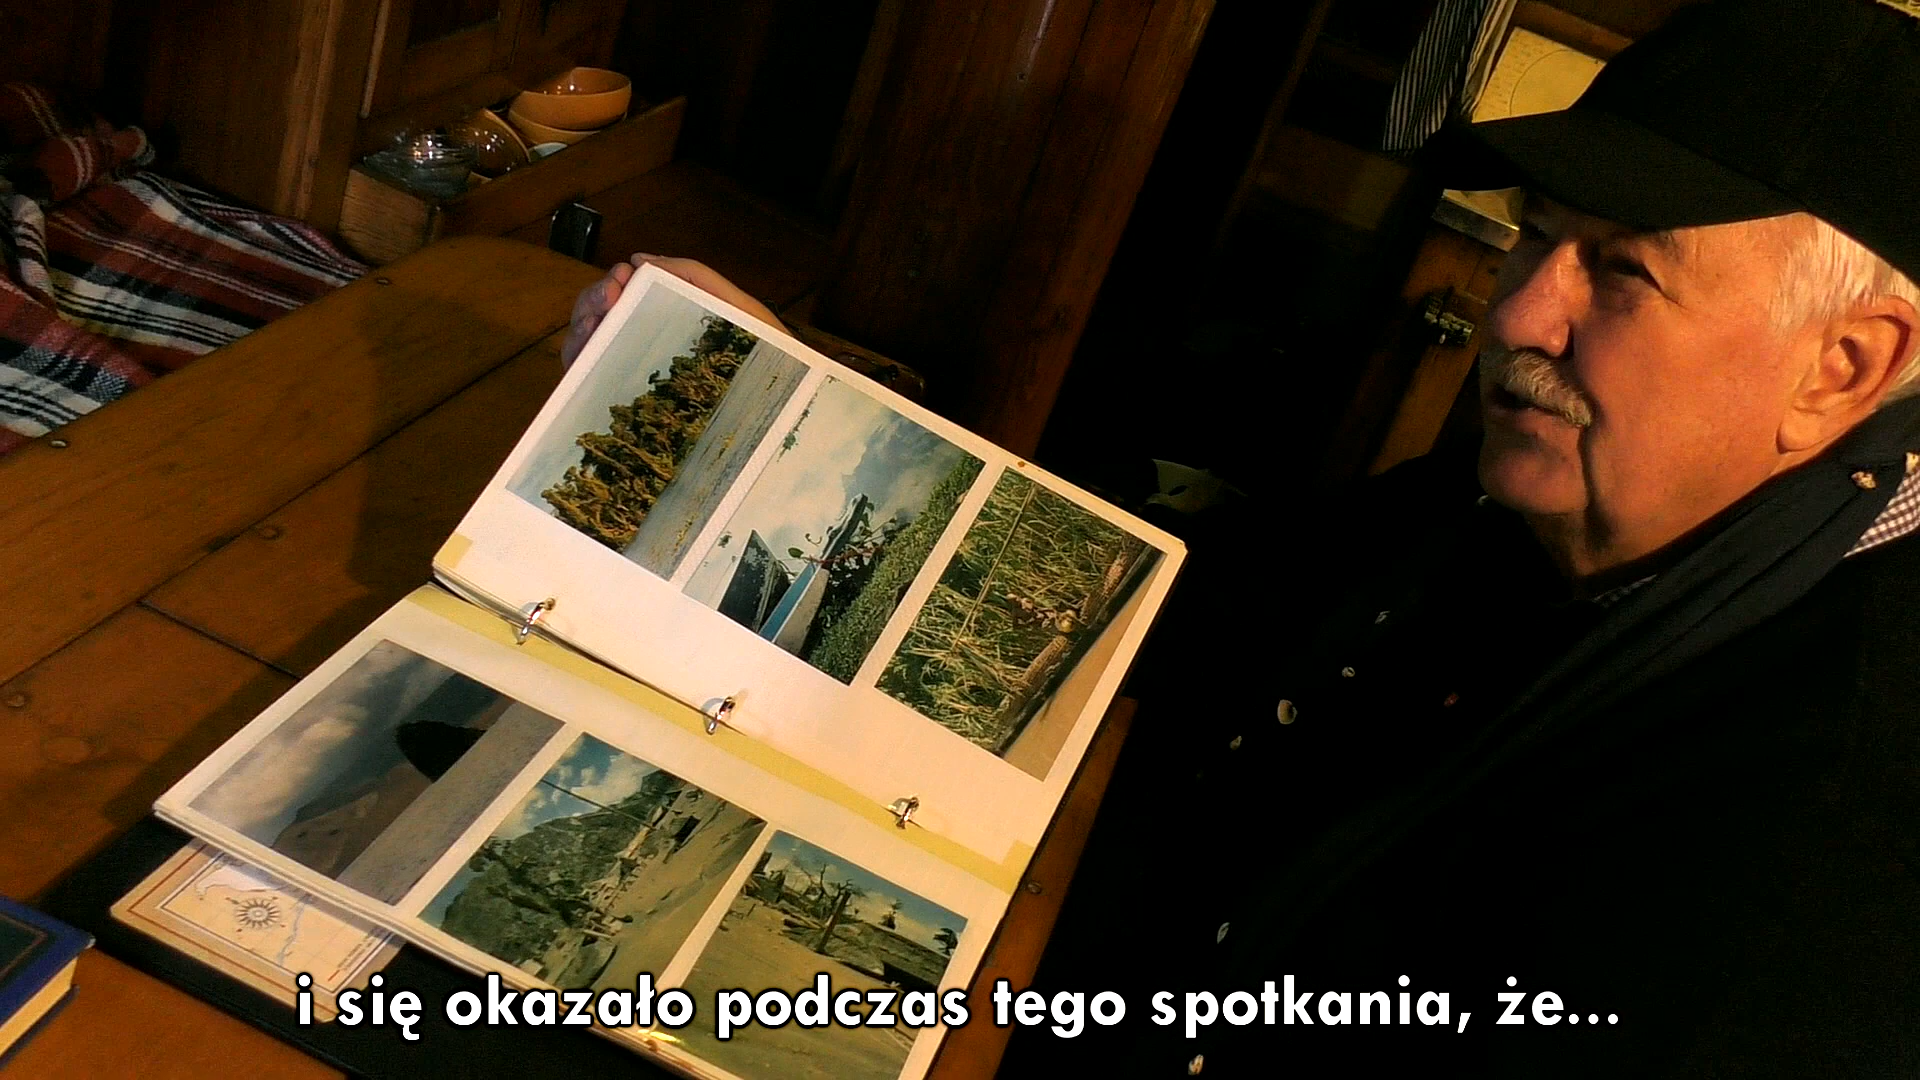 i się okazało podczas tego spotkania, że...